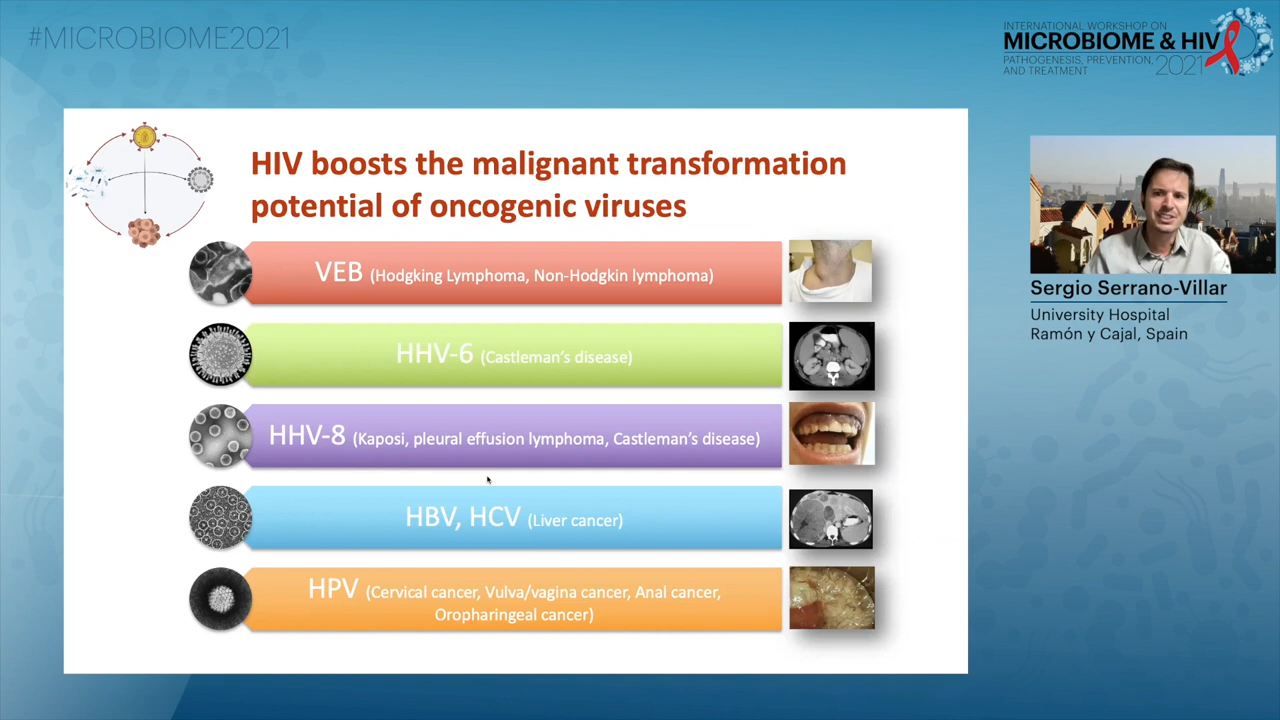 #MICROBIOME2021
INTERNATIONAL WORKSHOP ON
MICROBIOME & HIV
PATHOGENESIS, PREVENTION,
AND TREATMENT
2021
HIV boosts the malignant transformation
potential of oncogenic viruses
VEB (Hodgking Lymphoma, Non-Hodgkin lymphoma)
HHV-6 (Castleman’s disease)
HHV-8 (Kaposi, pleural effusion lymphoma, Castleman’s disease)
HBV, HCV (Liver cancer)
HPV (Cervical cancer, Vulva/vagina cancer, Anal cancer,
Oropharingeal cancer)
Sergio Serrano-Villar
University Hospital
Ramón y Cajal, Spain